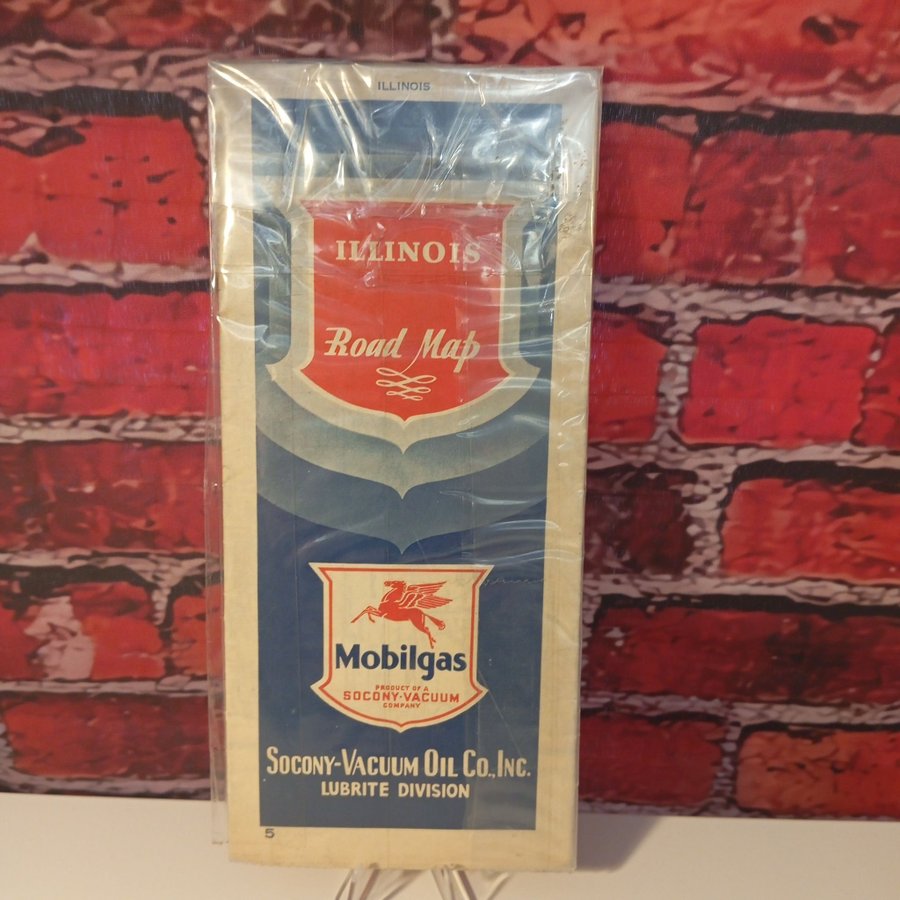 ILLINOIS
ILLINOIS
Road Map
Mobilgas
PRODUCT OF A
SOCONY-VACUUM
COMPANY
SOCONY-VACUUM OIL CO., INC.
LUBRITE DIVISION
5